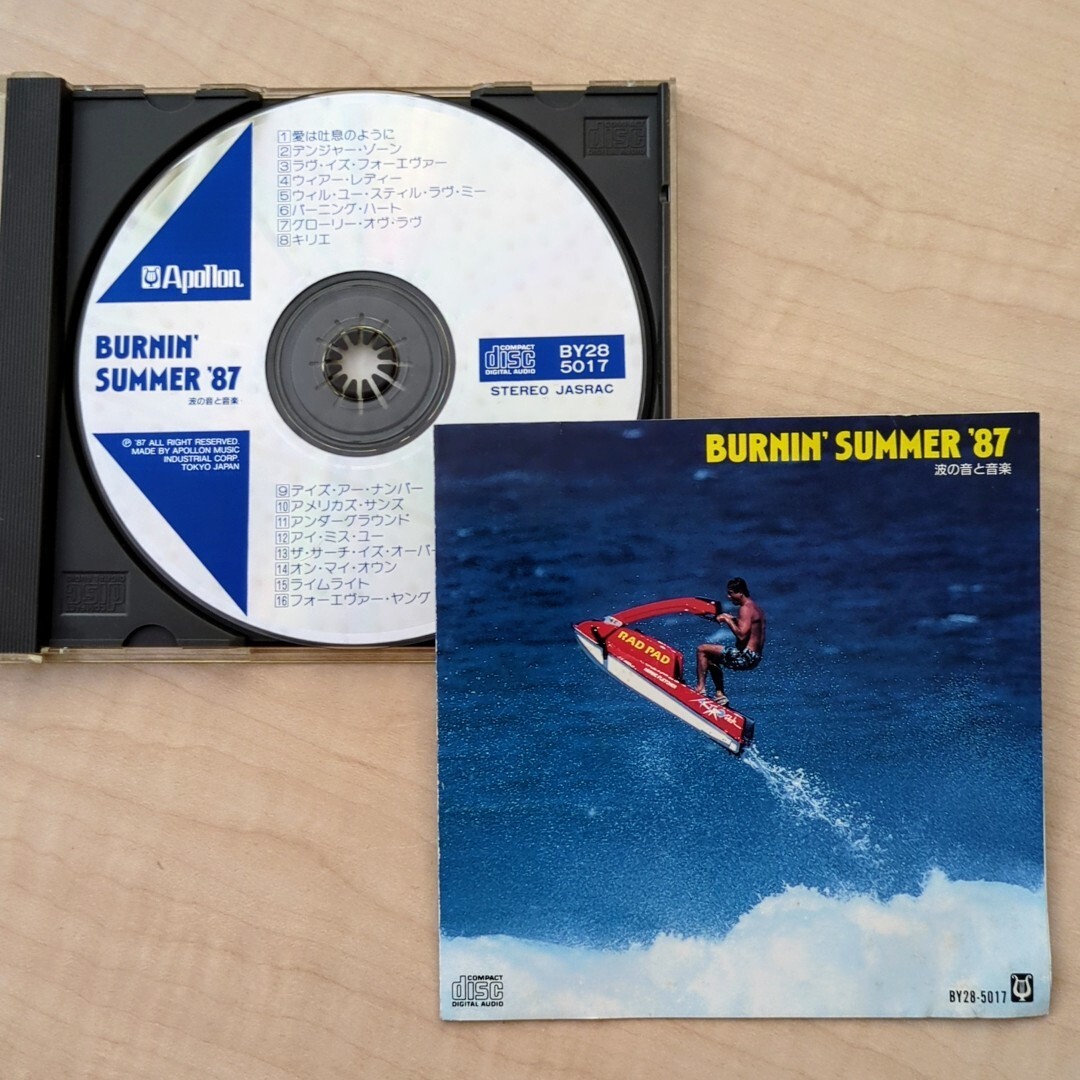 1 愛は吐息のように
2 デンジャー・ゾーン
3 ラヴ・イズ・フォーエヴァー
4 ウィアー・レディー
5 ウィル・ユー・スティル・ラヴ・ミー
6 バーニング・ハート
7 グローリー・オヴ・ラヴ
8 キリエ
Apollon
BURNIN'
SUMMER '87
波の音と音楽
COMPACT
disc
DIGITAL AUDIO
BY28
5017
STEREO JASRAC
Ⓟ '87 ALL RIGHT RESERVED.
MADE BY APOLLON MUSIC
INDUSTRIAL CORP.
TOKYO JAPAN
9 デイズ・アー・ナンバー
10 アメリカズ・サンズ
11 アンダーグラウンド
12 アイ・ミス・ユー
13 ザ・サーチ・イズ・オーバー
14 オン・マイ・オウン
15 ライムライト
16 フォーエヴァー・ヤング
BURNIN' SUMMER '87
波の音と音楽
RAD PAD
COMPACT
disc
DIGITAL AUDIO
BY28-5017